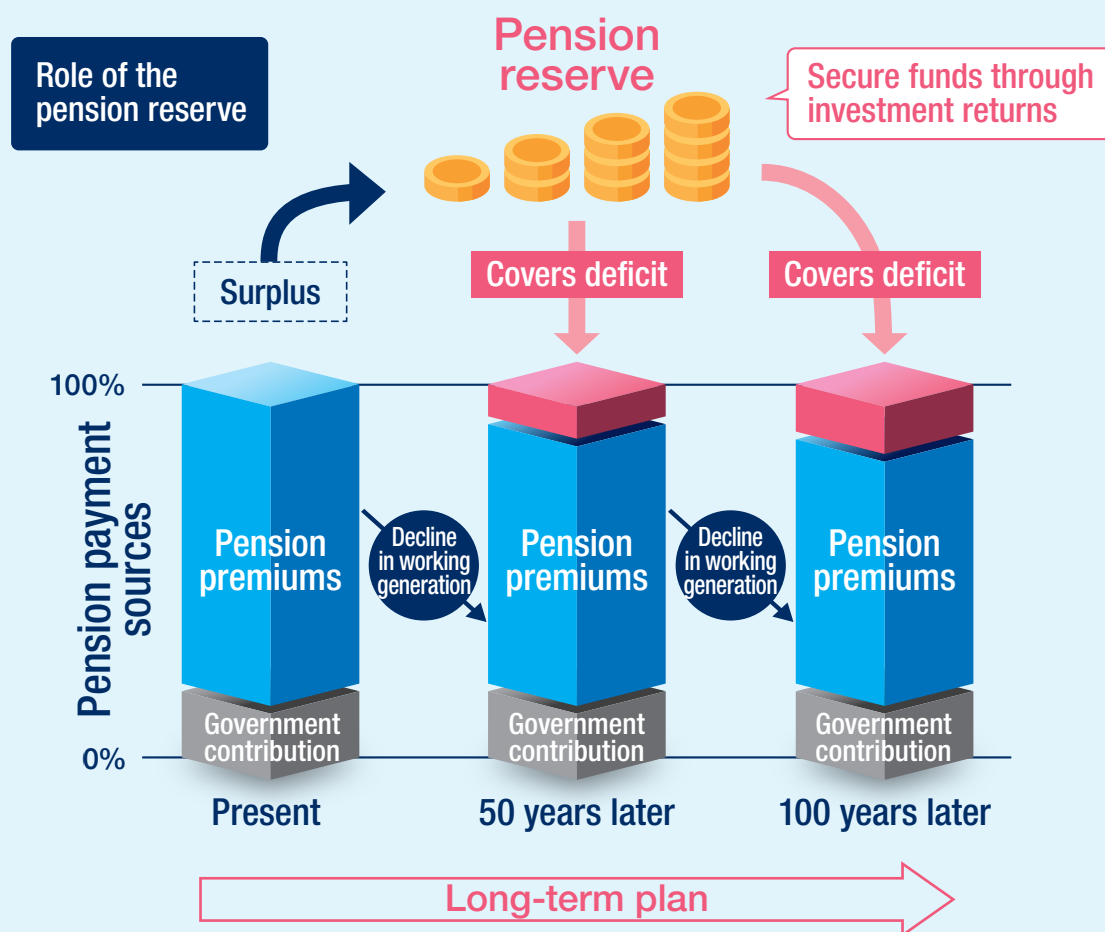 Role of the
pension reserve
Pension
reserve
Secure funds through
investment returns
Surplus
Covers deficit
Covers deficit
100%
0%
Pension payment
sources
Pension
premiums
Government
contribution
Decline
in working
generation
Pension
premiums
Government
contribution
Decline
in working
generation
Pension
premiums
Government
contribution
Present
50 years later
100 years later
Long-term plan